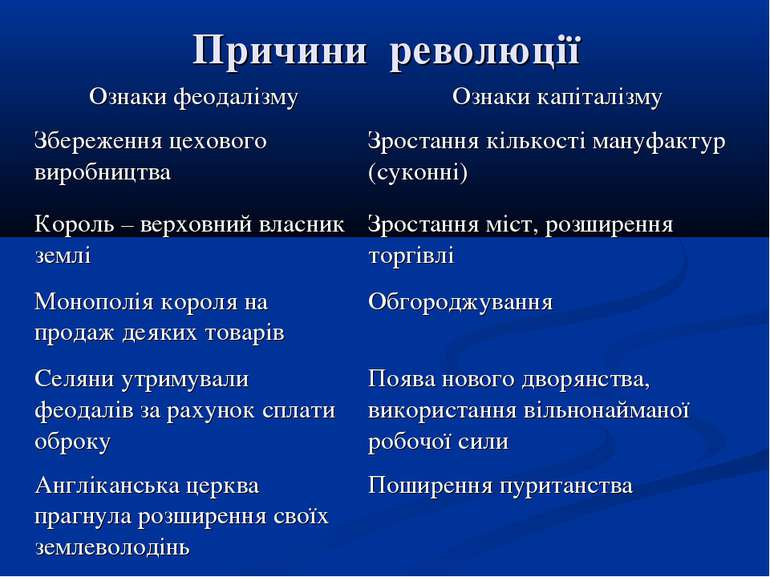 Причини революції
Ознаки феодалізму
Ознаки капіталізму
Збереження цехового
виробництва
Зростання кількості мануфактур
(суконні)
Король – верховний власник
землі
Зростання міст, розширення
торгівлі
Монополія короля на
продаж деяких товарів
Обгороджування
Селяни утримували
феодалів за рахунок сплати
оброку
Поява нового дворянства,
використання вільнонайманої
робочої сили
Англіканська церква
прагнула розширення своїх
землеволодінь
Поширення пуританства